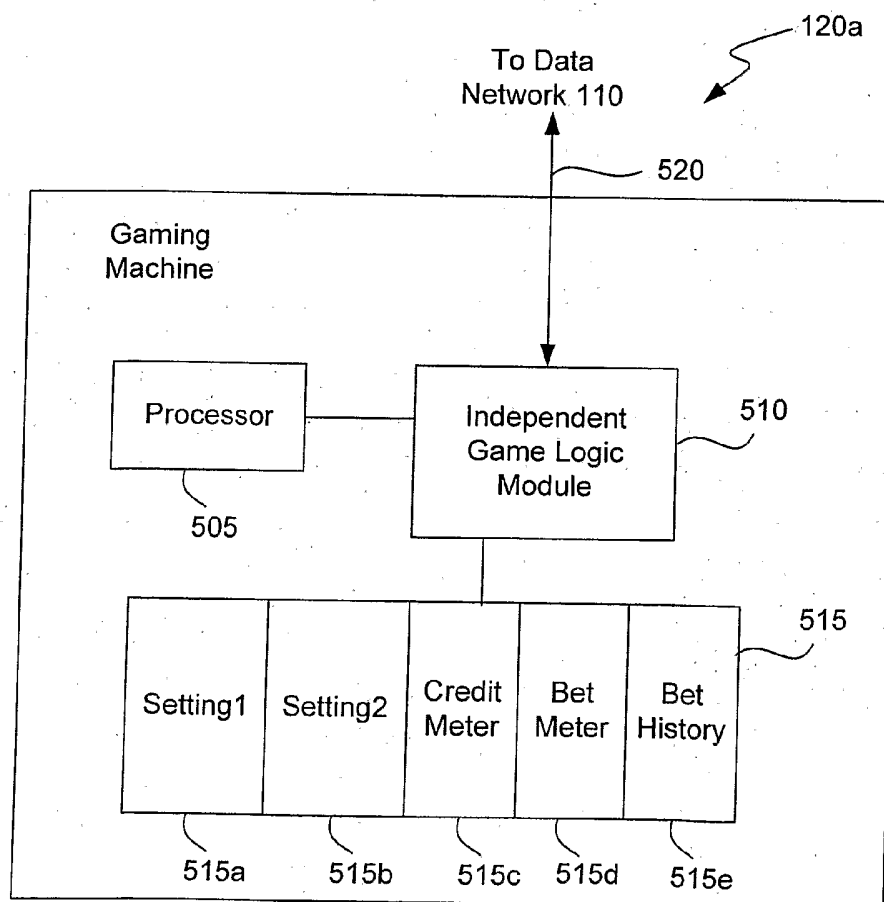 120a
To Data
Network 110
520
Gaming
Machine
Processor
505
Independent
Game Logic
Module
510
515
Setting1
Setting2
Credit
Meter
Bet
Meter
Bet
History
515a
515b
515c
515d
515e